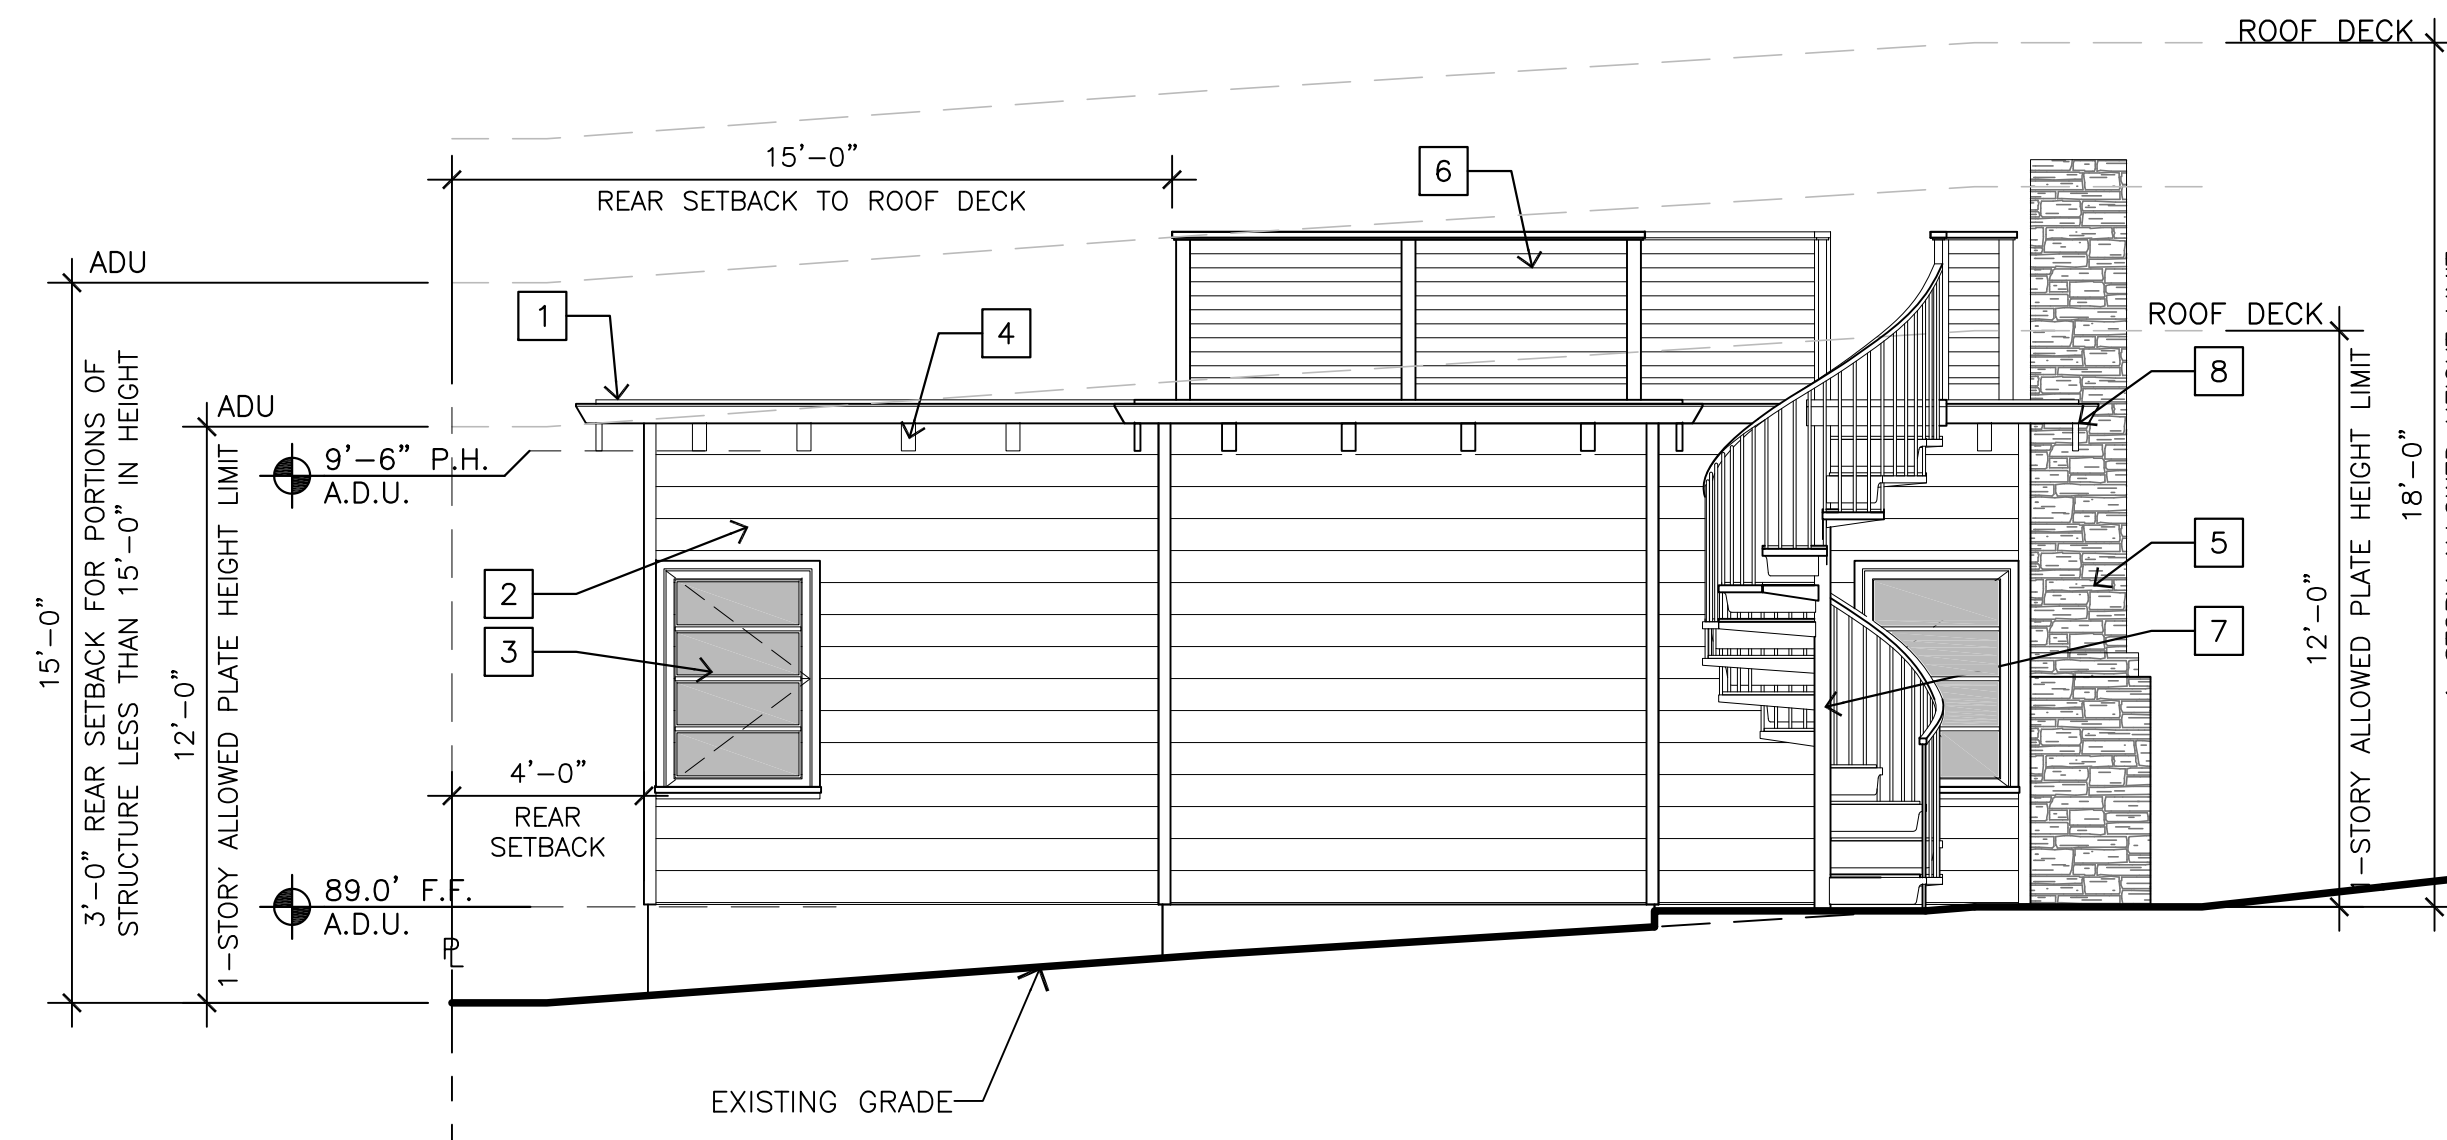 ROOF DECK
15’-0”
REAR SETBACK TO ROOF DECK
6
ADU
1
4
ROOF DECK
8
ADU
9’-6” P.H.
A.D.U.
15’-0”
3’-0” REAR SETBACK FOR PORTIONS OF
STRUCTURE LESS THAN 15’-0” IN HEIGHT
12’-0”
1-STORY ALLOWED PLATE HEIGHT LIMIT
2
3
5
7
12’-0”
1-STORY ALLOWED PLATE HEIGHT LIMIT
18’-0”
4’-0”
REAR
SETBACK
89.0’ F.F.
A.D.U.
PL
EXISTING GRADE